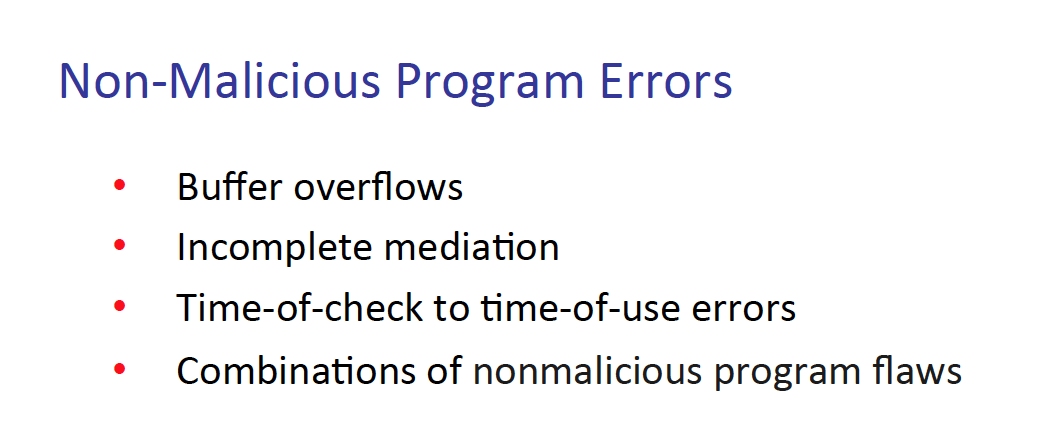 Non-Malicious Program Errors
• Buffer overflows
• Incomplete mediation
• Time-of-check to time-of-use errors
• Combinations of nonmalicious program flaws